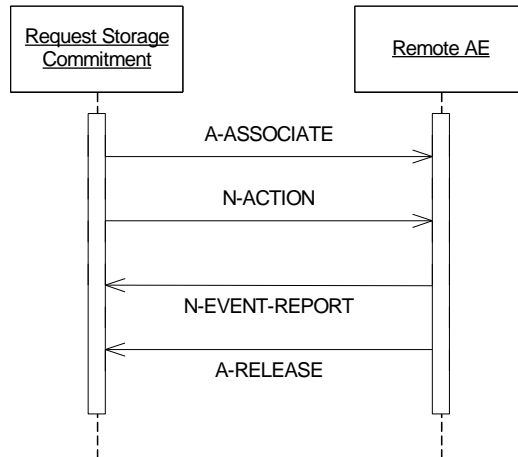 Request Storage
Commitment
Remote AE
A-ASSOCIATE
N-ACTION
N-EVENT-REPORT
A-RELEASE